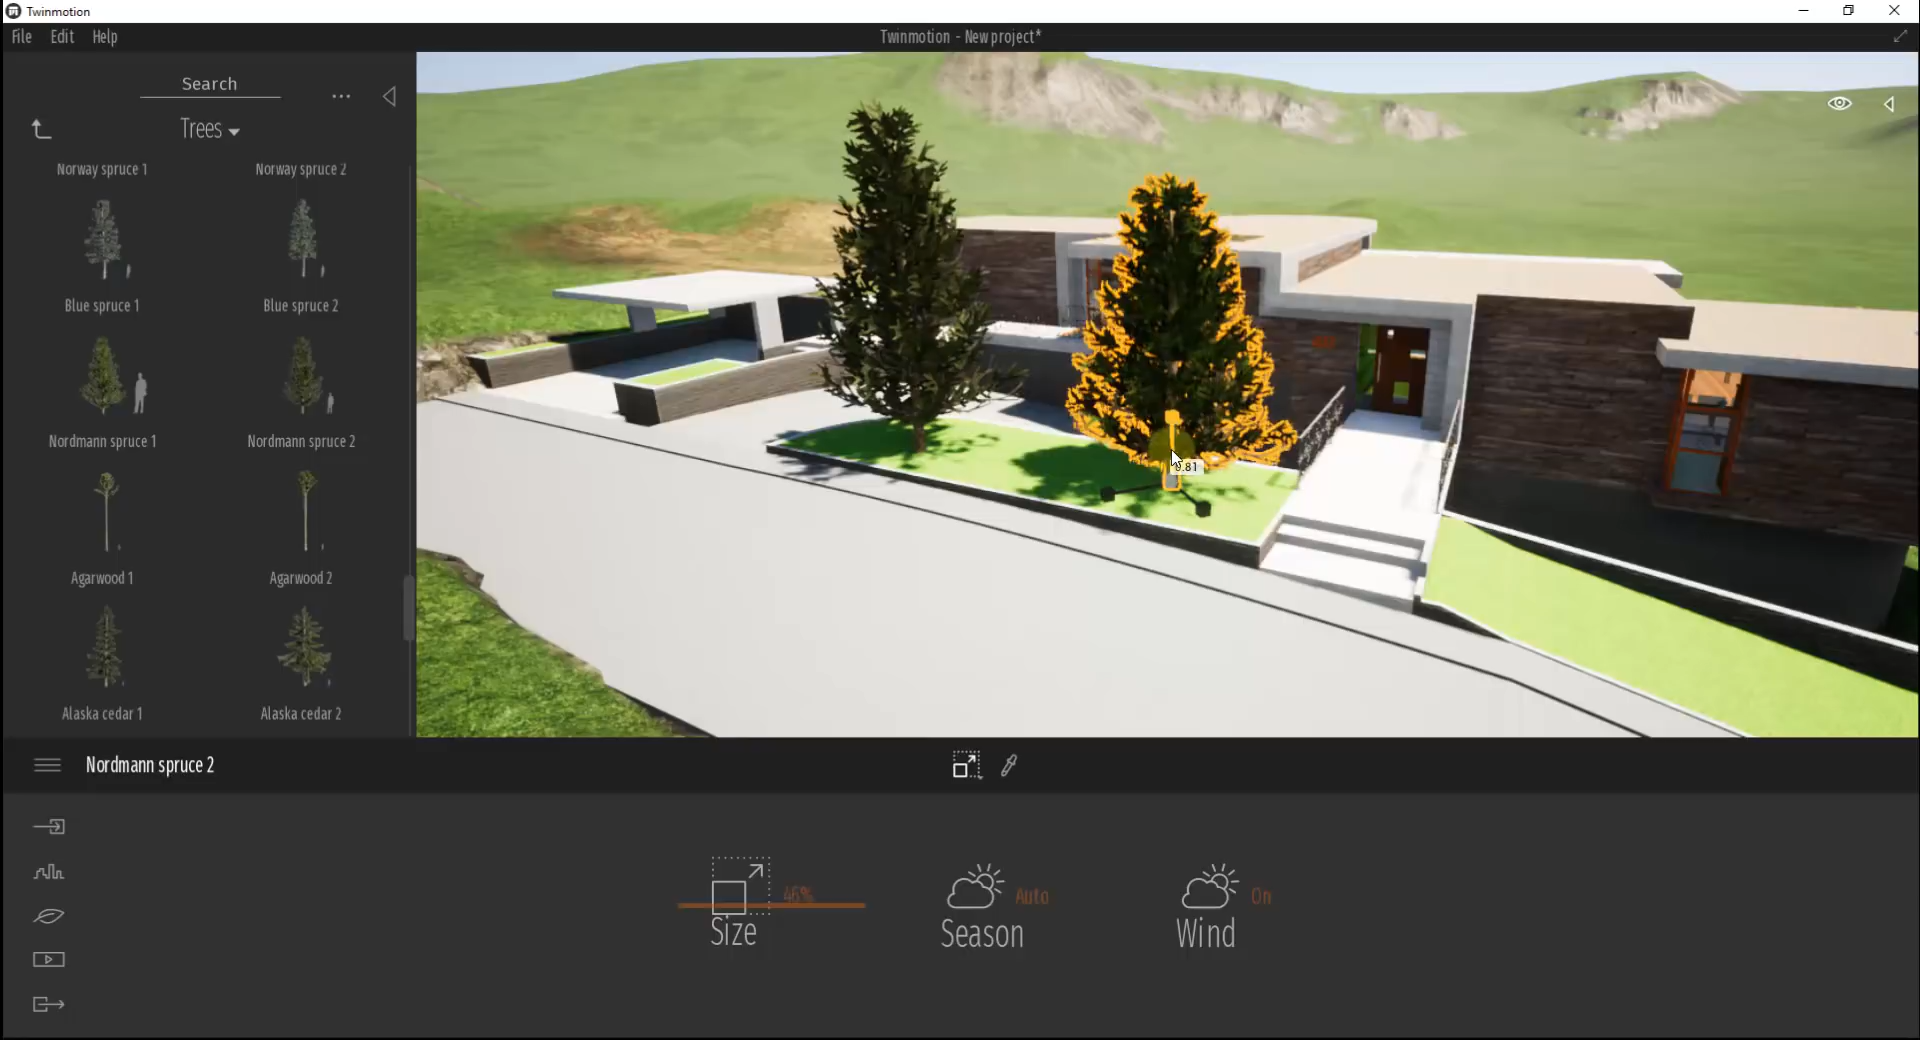 Twinmotion
File Edit Help
Twinmotion - New project*
Search
Trees
Norway spruce 1
Norway spruce 2
Blue spruce 1
Blue spruce 2
Nordmann spruce 1
Nordmann spruce 2
Agarwood 1
Agarwood 2
Alaska cedar 1
Alaska cedar 2
Nordmann spruce 2
46%
Size
Auto
Season
On
Wind